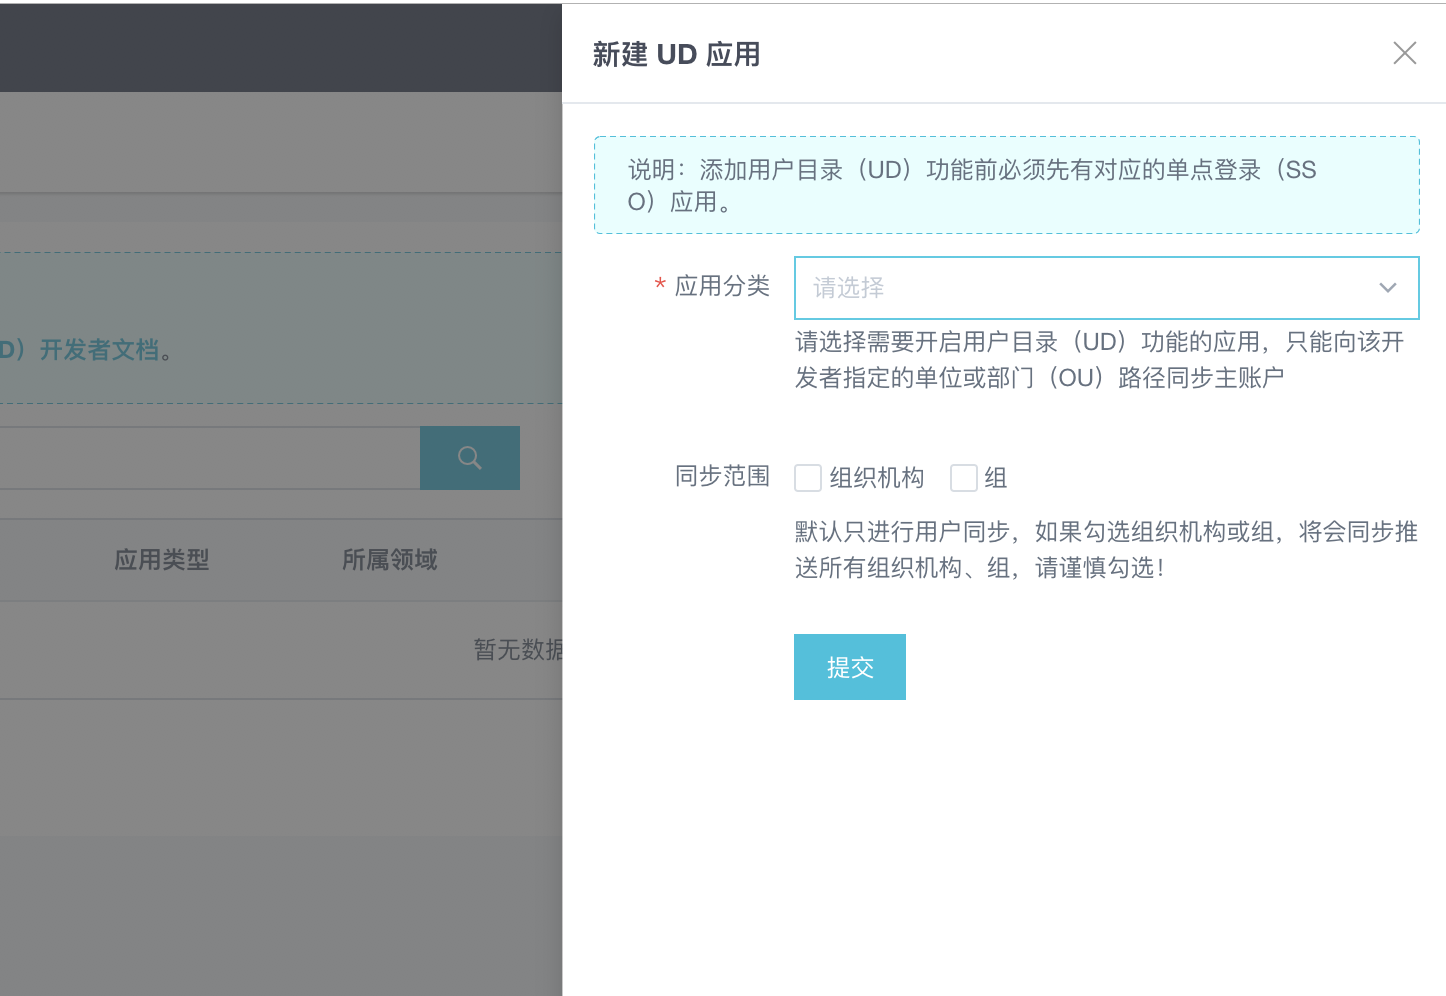 新建 UD 应用
说明：添加用户目录（UD）功能前必须先有对应的单点登录（SS
O）应用。
* 应用分类
请选择
请选择需要开启用户目录（UD）功能的应用，只能向该开
发者指定的单位或部门（OU）路径同步主账户
同步范围
组织机构
组
默认只进行用户同步，如果勾选组织机构或组，将会同步推
送所有组织机构、组，请谨慎勾选！
提交
D）开发者文档。
应用类型
所属领域
暂无数据